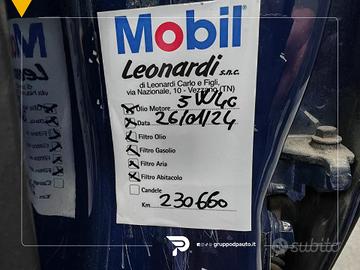 Mobil
Leonardi s.n.c.
di Leonardi Carlo e Figli,
via Nazionale, 10 - Vezzano (TN)
Olio Motore 5W40
Data 26/01/24
Filtro Olio
Filtro Gasolio
Filtro Aria
Filtro Abitacolo
Candele
Km 230660
gruppodpauto.it
subito